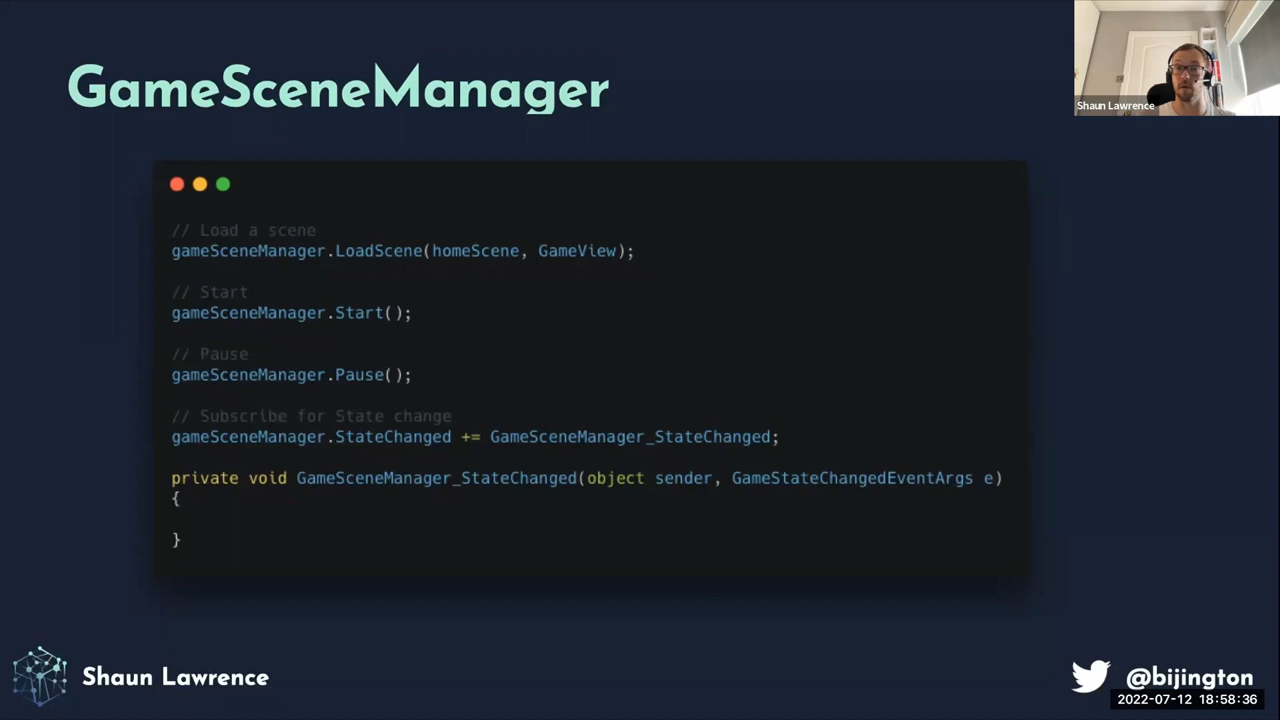 GameSceneManager
Shaun Lawrence
// Load a scene
gameSceneManager.LoadScene(homeScene, GameView);
// Start
gameSceneManager.Start();
// Pause
gameSceneManager.Pause();
// Subscribe for State change
gameSceneManager.StateChanged += GameSceneManager_StateChanged;
private void GameSceneManager_StateChanged(object sender, GameStateChangedEventArgs e)
{
}
Shaun Lawrence
@bijington
2022-07-12 18:58:36